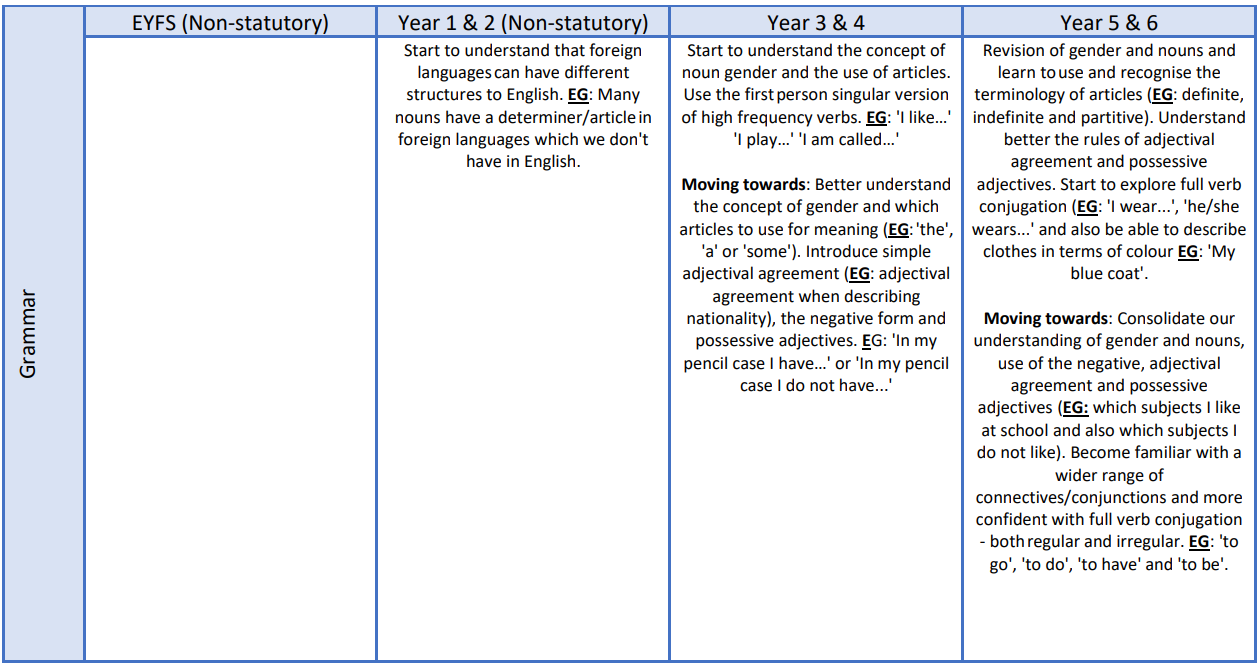 EYFS (Non-statutory)
Year 1 & 2 (Non-statutory)
Year 3 & 4
Year 5 & 6
Grammar
Start to understand that foreign
languages can have different
structures to English. EG: Many
nouns have a determiner/article in
foreign languages which we don't
have in English.
Start to understand the concept of
noun gender and the use of articles.
Use the first person singular version
of high frequency verbs. EG: 'I like…'
'I play…' 'I am called…'
Moving towards: Better understand
the concept of gender and which
articles to use for meaning (EG: 'the',
'a' or 'some'). Introduce simple
adjectival agreement (EG: adjectival
agreement when describing
nationality), the negative form and
possessive adjectives. EG: 'In my
pencil case I have…' or 'In my pencil
case I do not have...'
Revision of gender and nouns and
learn to use and recognise the
terminology of articles (EG: definite,
indefinite and partitive). Understand
better the rules of adjectival
agreement and possessive
adjectives. Start to explore full verb
conjugation (EG: 'I wear...', 'he/she
wears...' and also be able to describe
clothes in terms of colour EG: 'My
blue coat'.
Moving towards: Consolidate our
understanding of gender and nouns,
use of the negative, adjectival
agreement and possessive
adjectives (EG: which subjects I like
at school and also which subjects I
do not like). Become familiar with a
wider range of
connectives/conjunctions and more
confident with full verb conjugation
- both regular and irregular. EG: 'to
go', 'to do', 'to have' and 'to be'.